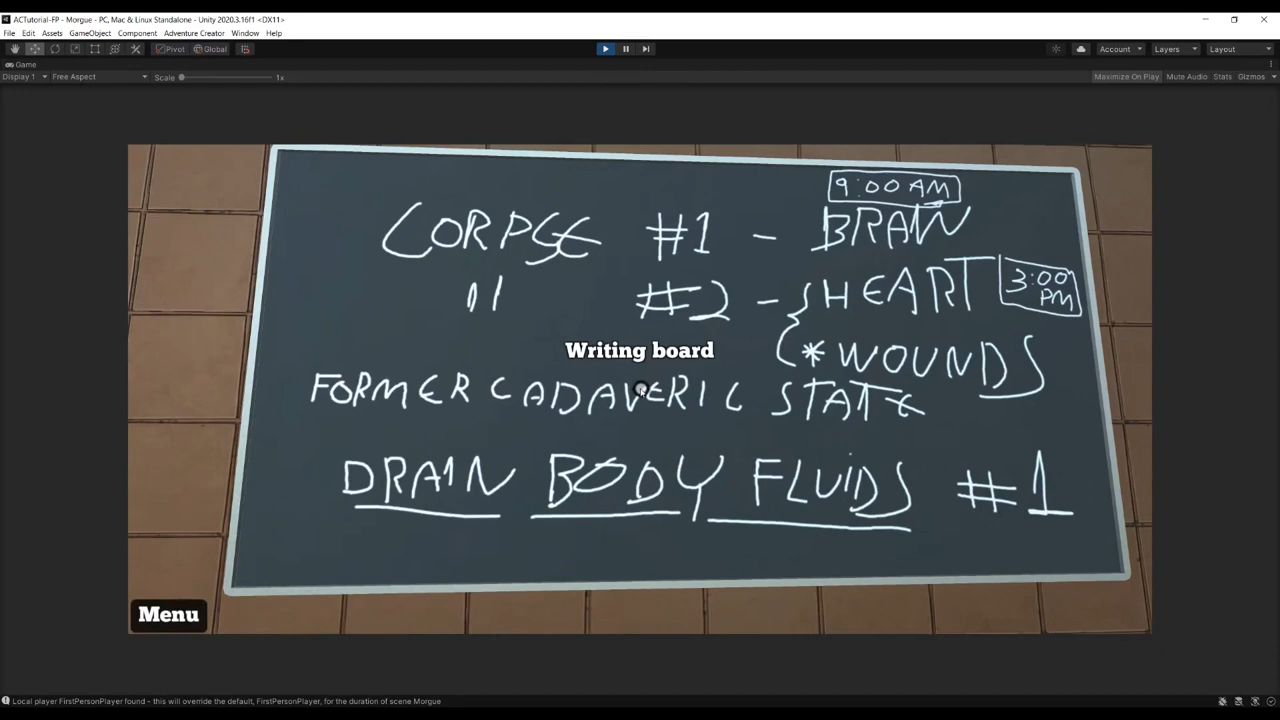 ACTutorial-FP - Morgue - PC, Mac & Linux Standalone - Unity 2020.3.16f1 <DX11>
File Edit Assets GameObject Component Adventure Creator Window Help
Pivot Global Account Layers Layout
Game
Display 1 Free Aspect Scale 1x Maximize On Play Mute Audio Stats Gizmos
9:00 AM
CORPSE #1 - BRAIN
" #2 - { HEART 3:00 PM
* WOUNDS
Writing board
FORMER CADAVERIC STATE
DRAIN BODY FLUIDS #1
Menu
Local player FirstPersonPlayer found - this will override the default, FirstPersonPlayer, for the duration of scene Morgue